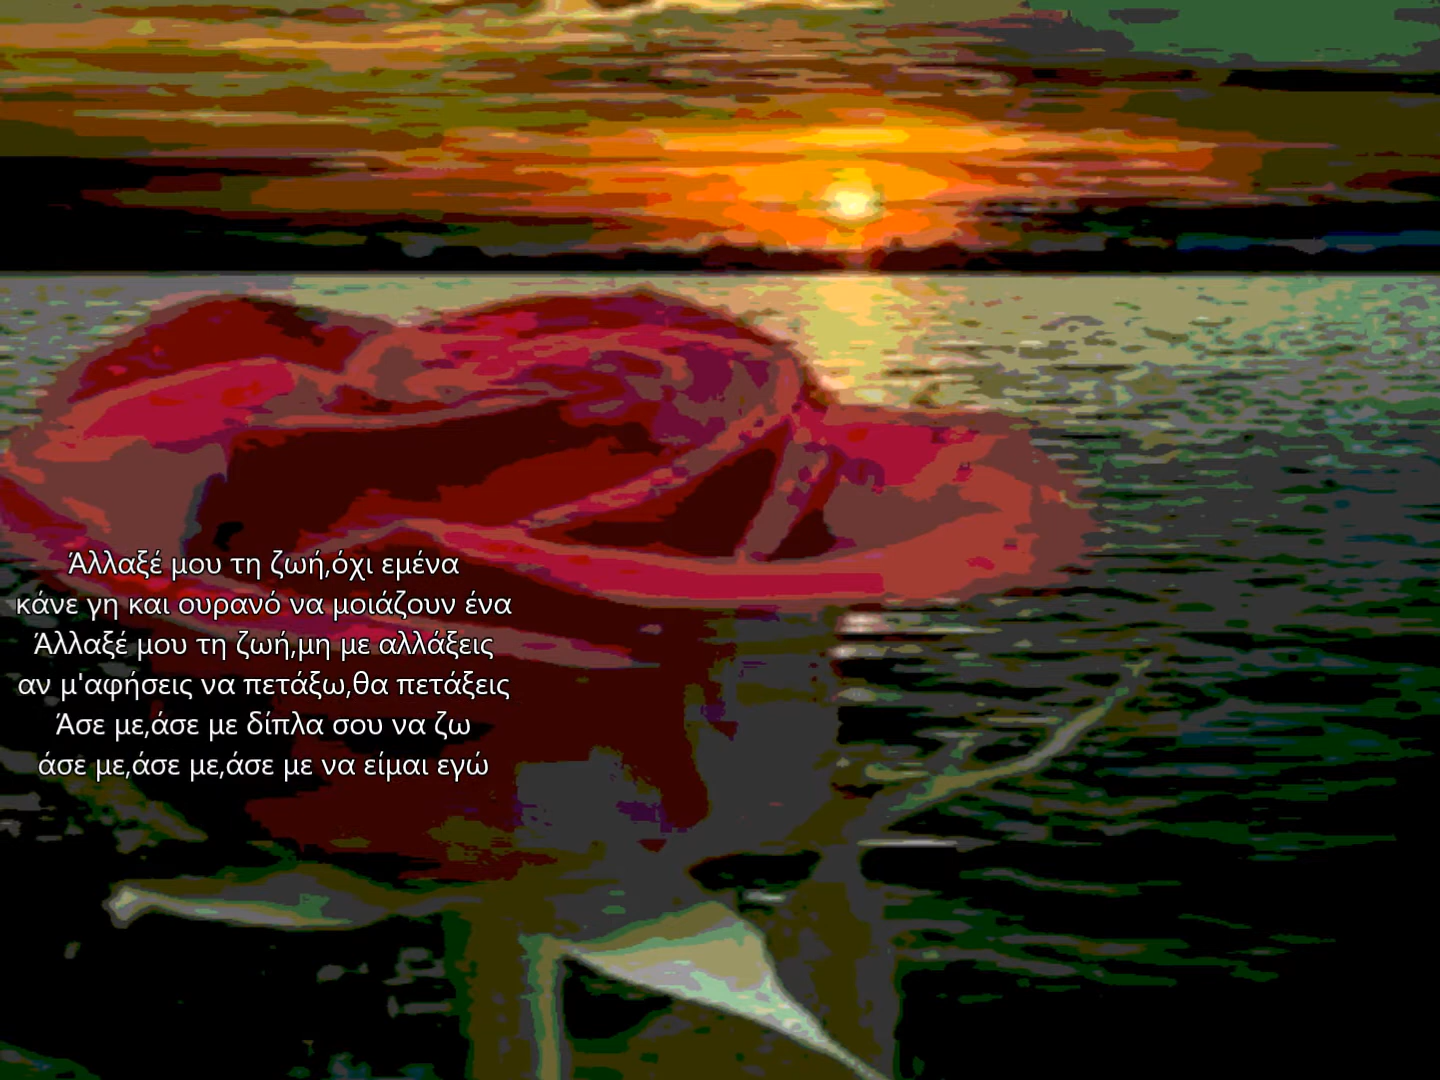 Άλλαξέ μου τη ζωή,όχι εμένα
κάνε γη και ουρανό να μοιάζουν ένα
Άλλαξέ μου τη ζωή,μη με αλλάξεις
αν μ'αφήσεις να πετάξω,θα πετάξεις
Άσε με,άσε με δίπλα σου να ζω
άσε με,άσε με,άσε με να είμαι εγώ